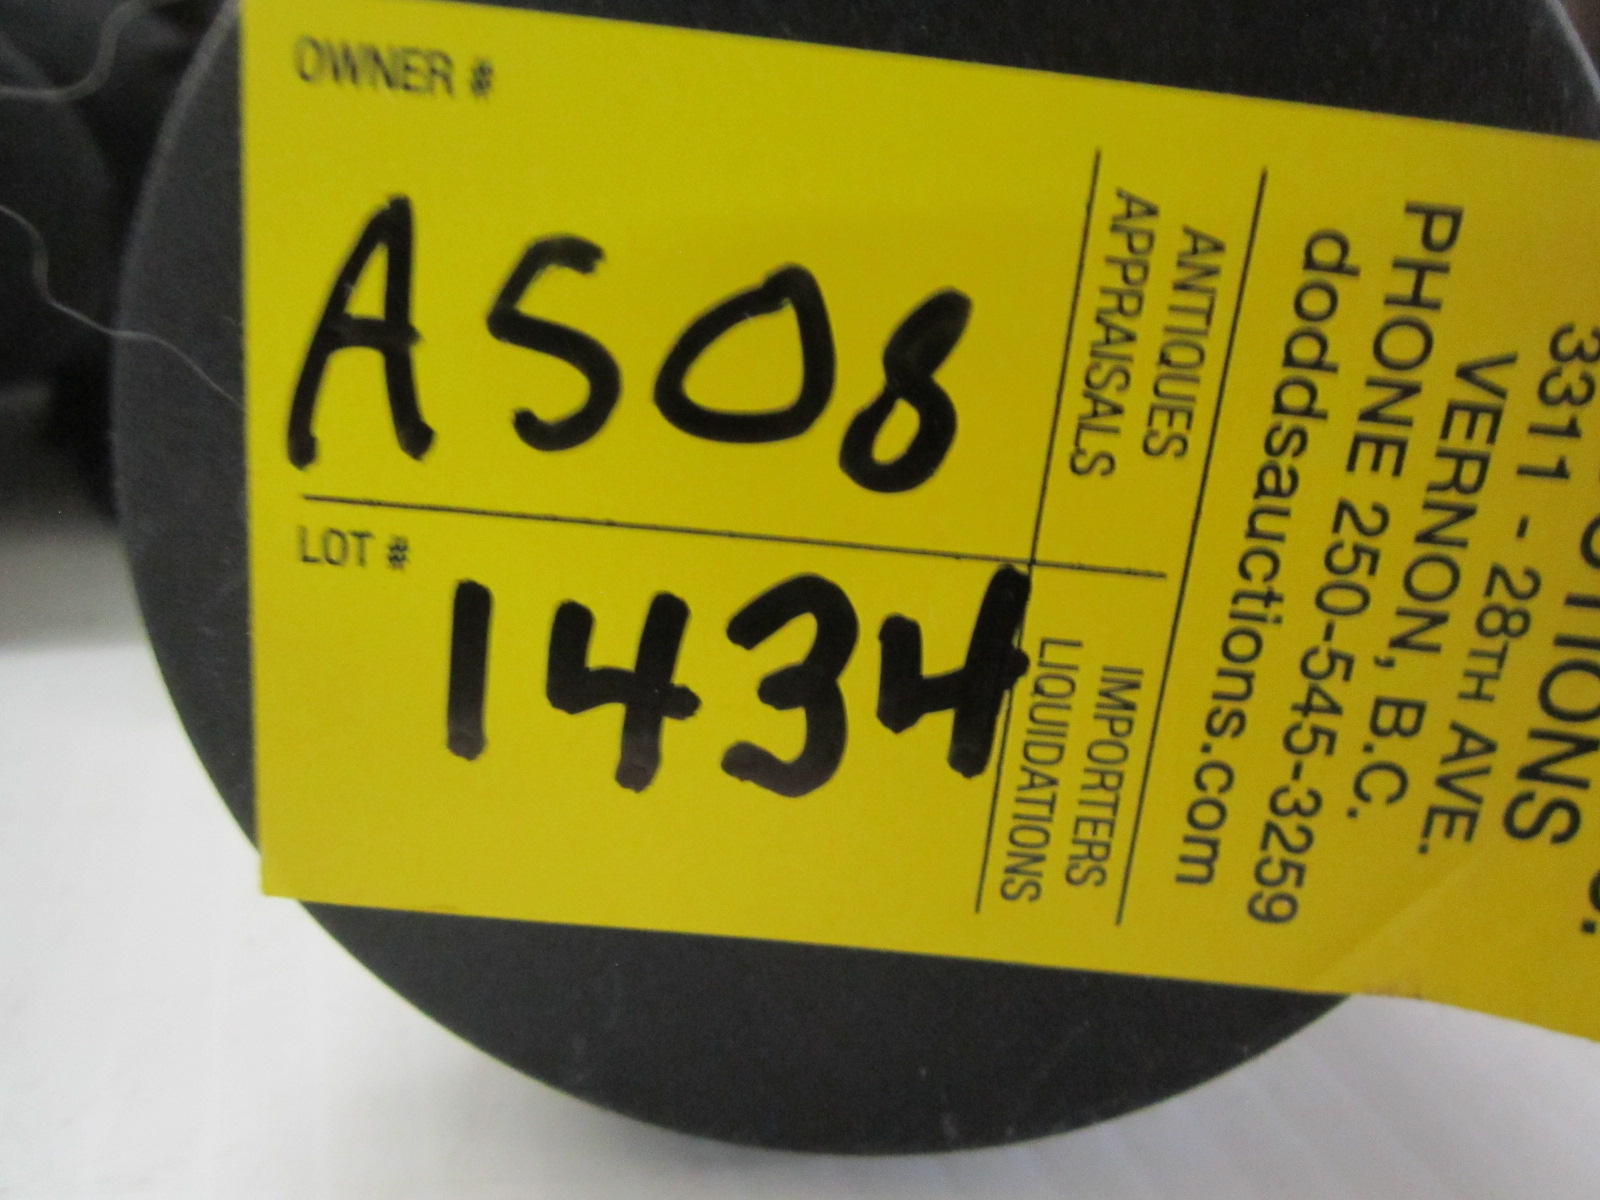 OWNER #
A508
LOT #
1434
ANTIQUES
APPRAISALS
IMPORTERS
LIQUIDATIONS
3311 - 28TH AVE.
VERNON, B.C.
PHONE 250-545-3259
doddsauctions.com